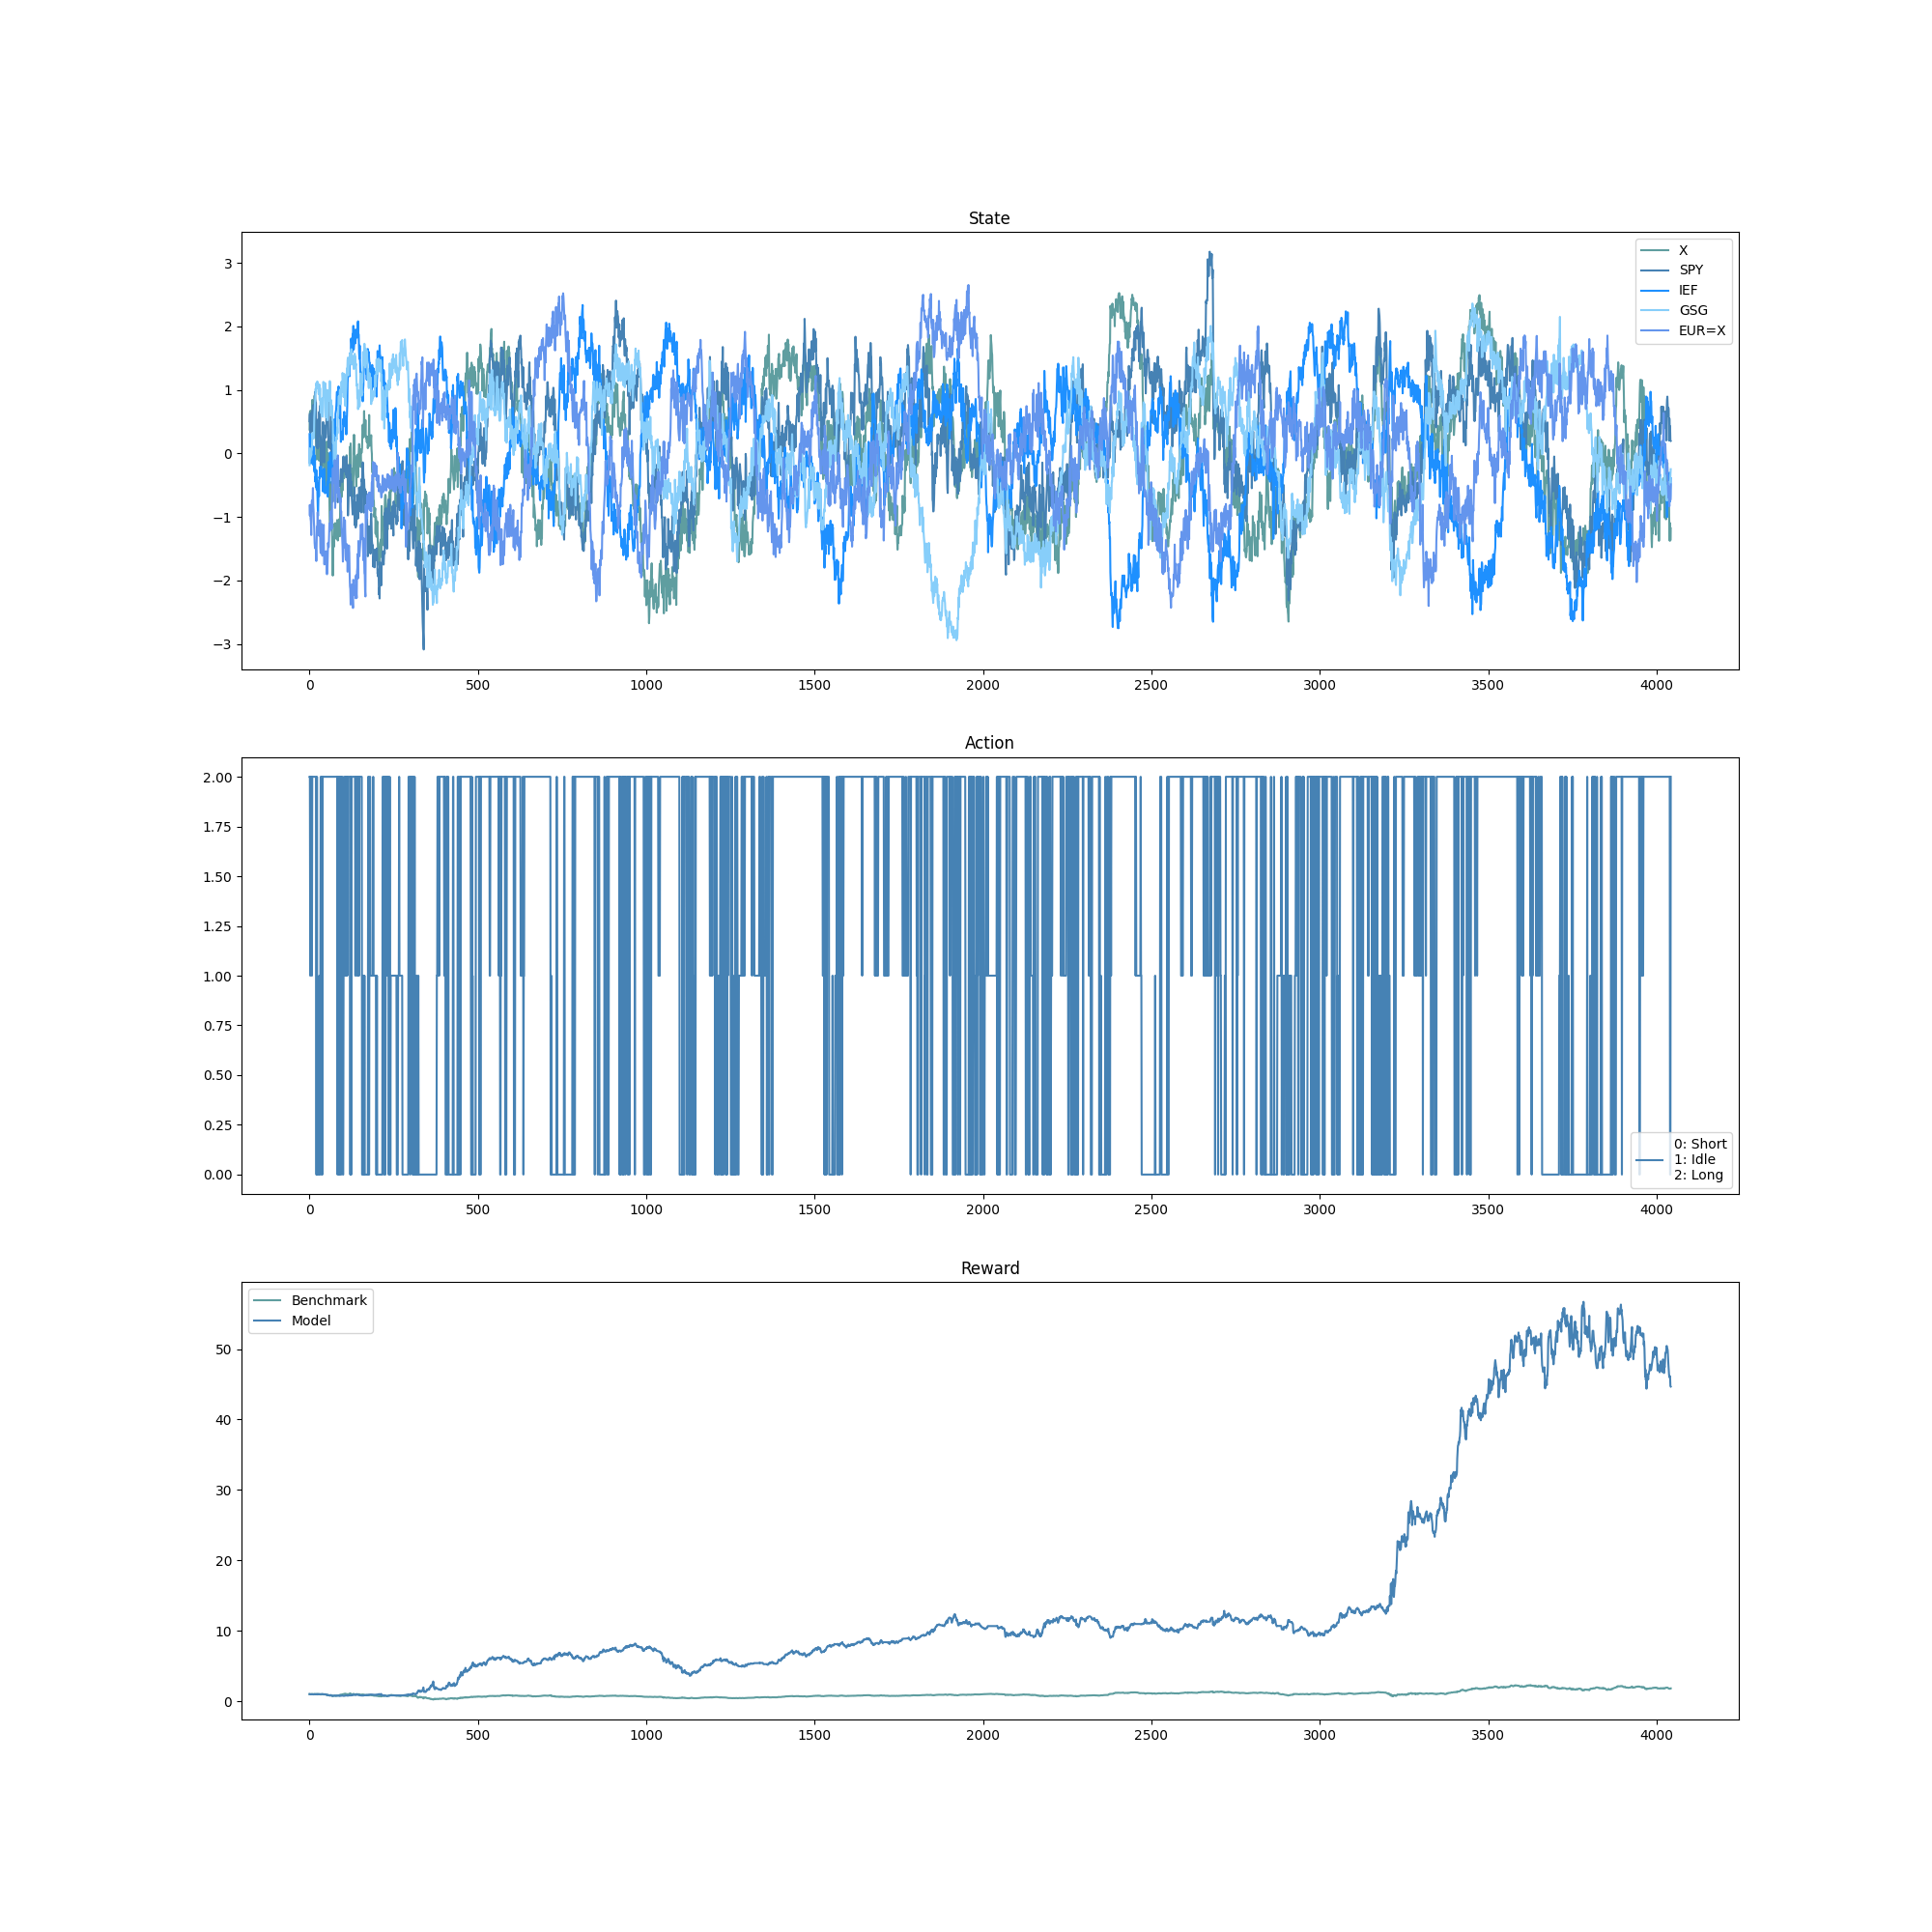 State
3
2
1
0
−1
−2
−3
X
SPY
IEF
GSG
EUR=X
0 500 1000 1500 2000 2500 3000 3500 4000
Action
2.00
1.75
1.50
1.25
1.00
0.75
0.50
0.25
0.00
0: Short
1: Idle
2: Long
0 500 1000 1500 2000 2500 3000 3500 4000
Reward
Benchmark
Model
50
40
30
20
10
0
0 500 1000 1500 2000 2500 3000 3500 4000